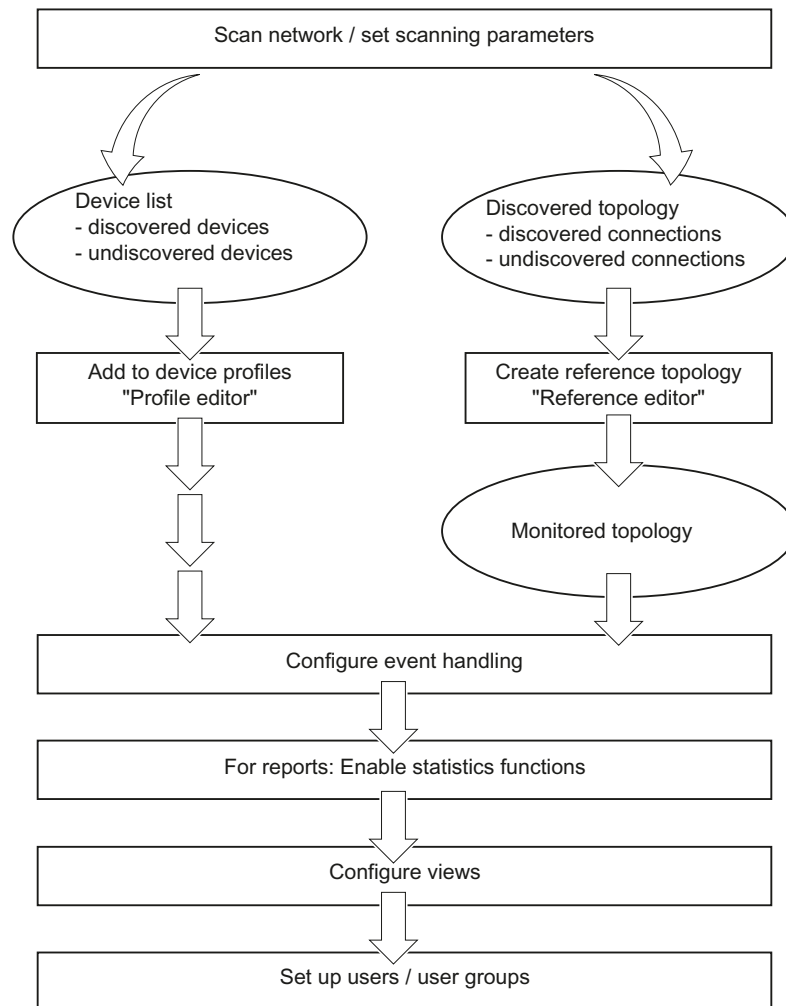 Scan network / set scanning parameters
Device list
- discovered devices
- undiscovered devices
Discovered topology
- discovered connections
- undiscovered connections
Add to device profiles
"Profile editor"
Create reference topology
"Reference editor"
Monitored topology
Configure event handling
For reports: Enable statistics functions
Configure views
Set up users / user groups